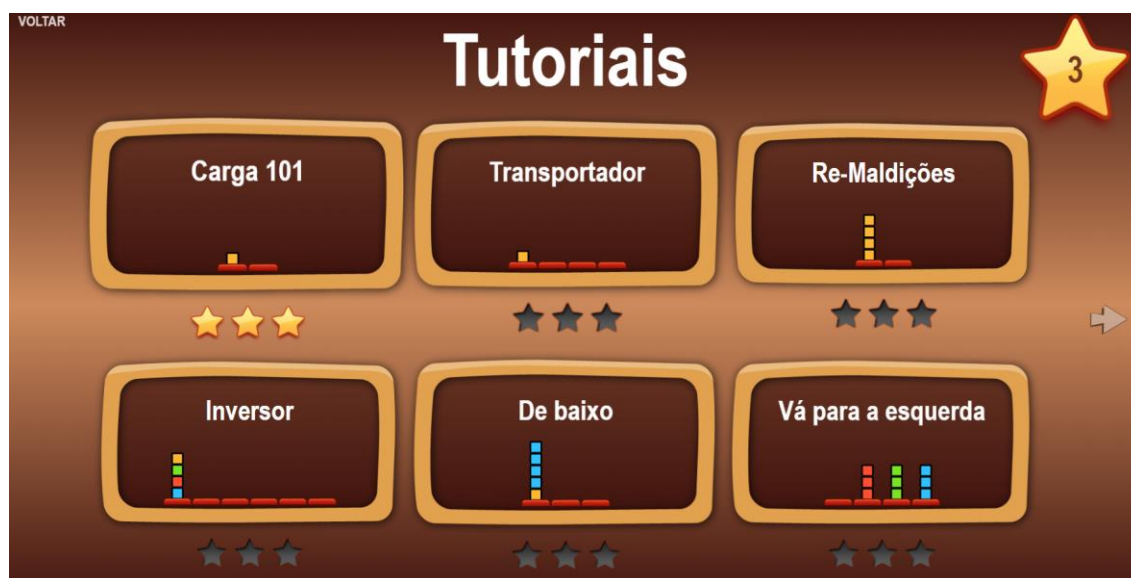 VOLTAR
Tutoriais
3
Carga 101
Transportador
Re-Maldições
Inversor
De baixo
Vá para a esquerda